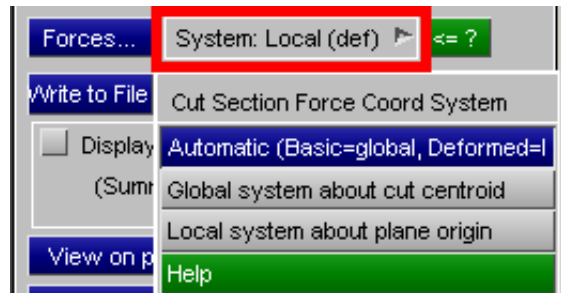 Forces... System: Local (def) <= ?
Write to File Cut Section Force Coord System
Display Automatic (Basic=global, Deformed=l
(Sumr Global system about cut centroid
Local system about plane origin
View on p
Help